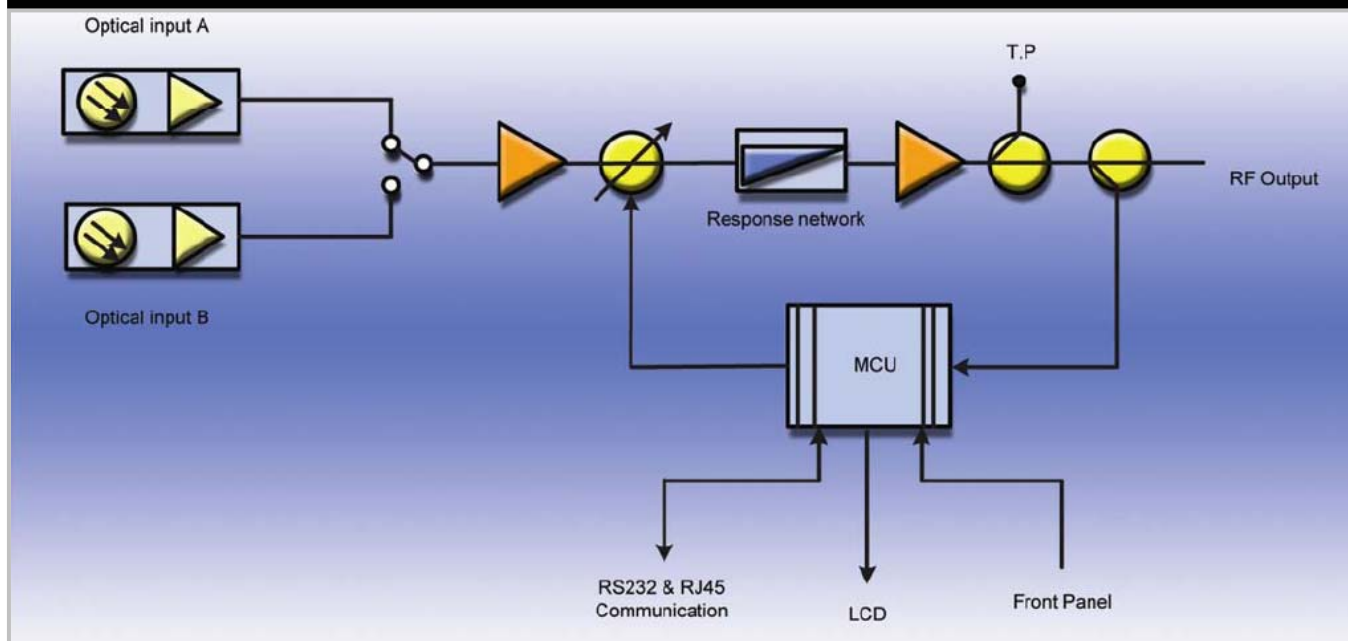 Optical input A
T.P
RF Output
Response network
Optical input B
MCU
RS232 & RJ45
Communication
LCD
Front Panel